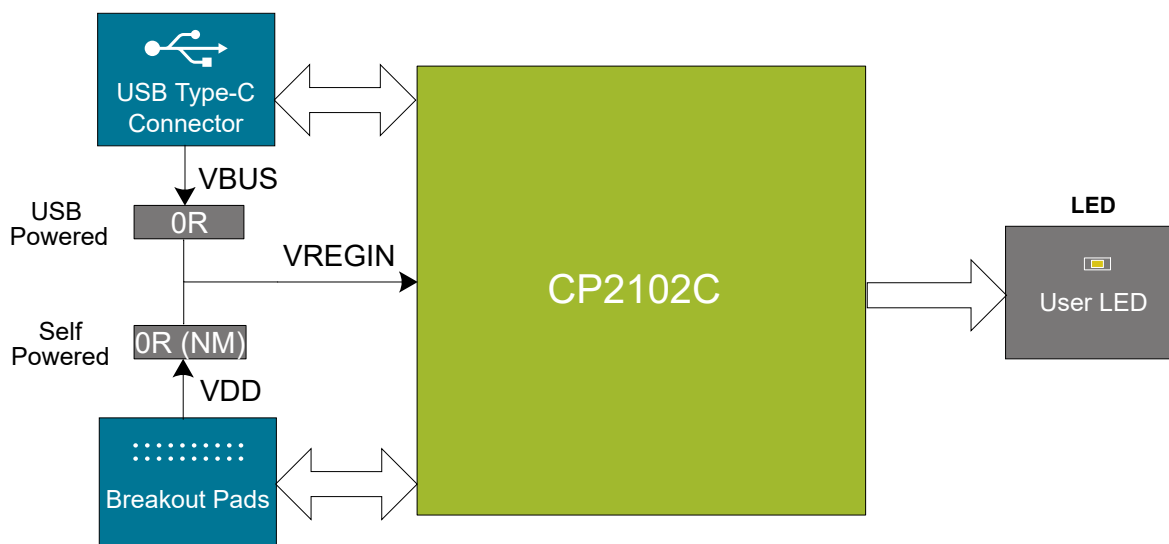 USB Type-C
Connector
VBUS
USB
Powered
0R
VREGIN
CP2102C
LED
User LED
Self
Powered
0R (NM)
VDD
Breakout Pads